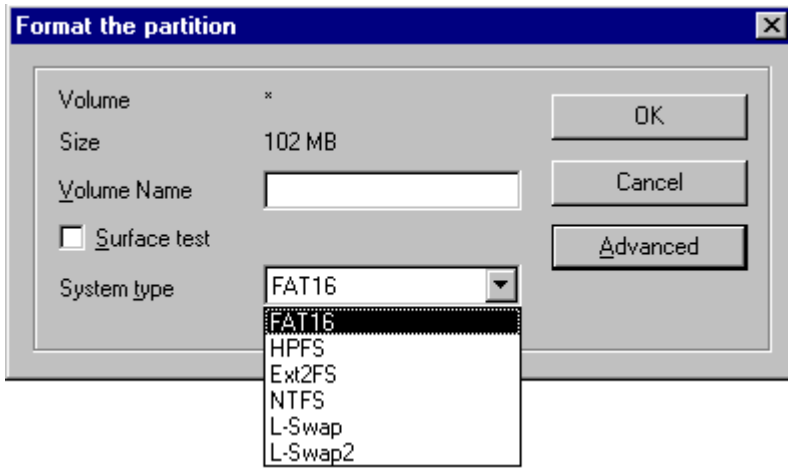 Format the partition
Volume *
OK
Size 102 MB
Volume Name
Cancel
Surface test
Advanced
System type FAT16
FAT16
HPFS
Ext2FS
NTFS
L-Swap
L-Swap2